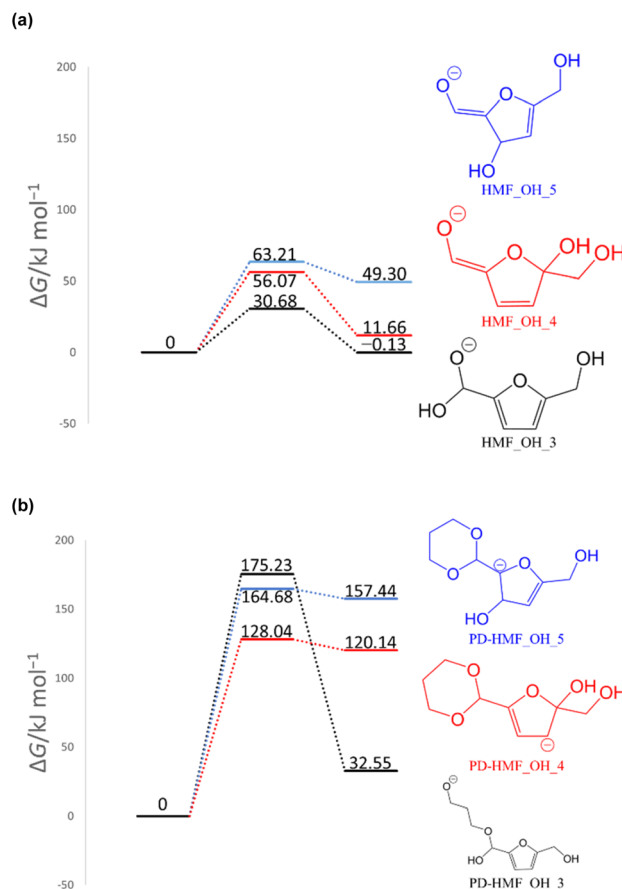 (a)
ΔG/kJ mol⁻¹
200
150
100
50
0
-50
0
63.21
56.07
30.68
49.30
11.66
−0.13
O
⊖
O
OH
HO
HMF_OH_5
O
⊖
O
OH
OH
HMF_OH_4
O
⊖
HO
O
OH
HMF_OH_3
(b)
ΔG/kJ mol⁻¹
200
150
100
50
0
-50
0
175.23
164.68
128.04
157.44
120.14
32.55
O
O
⊖
O
OH
HO
PD-HMF_OH_5
O
O
O
OH
OH
⊖
PD-HMF_OH_4
O
⊖
O
HO
O
OH
PD-HMF_OH_3